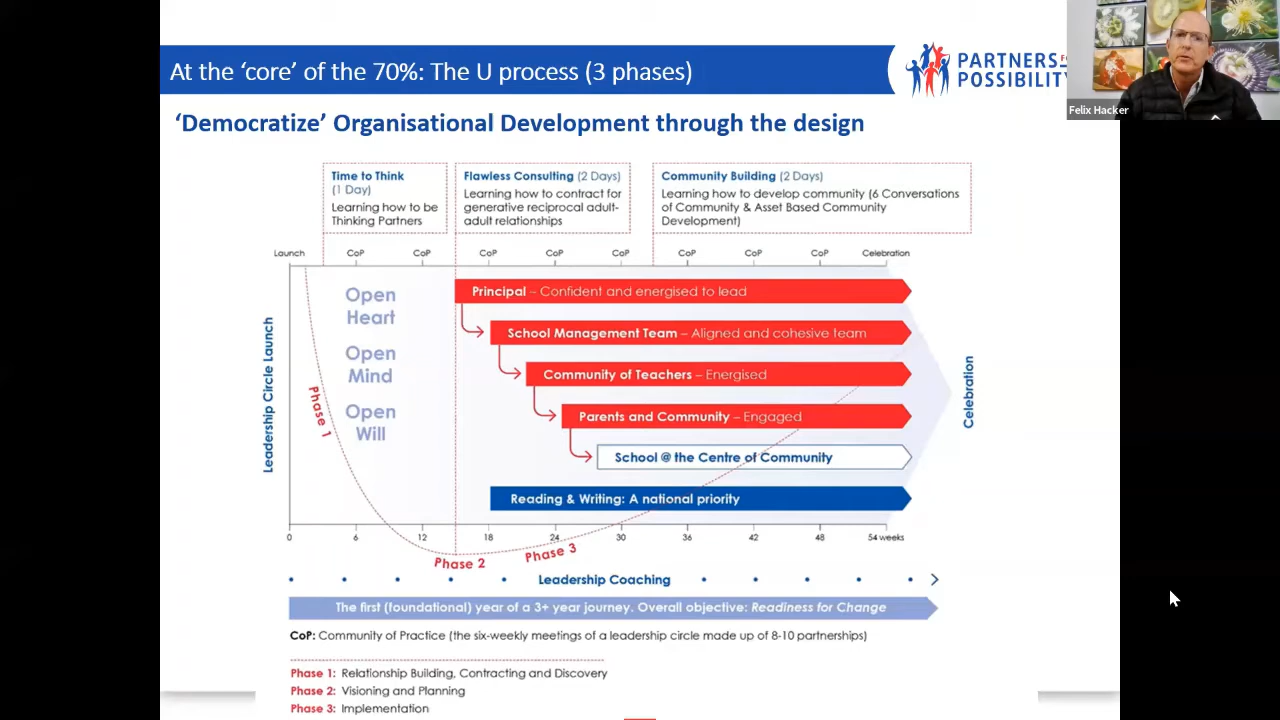 At the ‘core’ of the 70%: The U process (3 phases)
PARTNERS
POSSIBILITY
Felix Hacker
‘Democratize’ Organisational Development through the design
Time to Think
(1 Day)
Learning how to be
Thinking Partners
Flawless Consulting (2 Days)
Learning how to contract for
generative reciprocal adult-
adult relationships
Community Building (2 Days)
Learning how to develop community (6 Conversations
of Community & Asset Based Community
Development)
Launch CoP CoP CoP CoP CoP CoP CoP CoP Celebration
Leadership Circle Launch
Open
Heart
Open
Mind
Open
Will
Phase 1
Principal – Confident and energised to lead
School Management Team – Aligned and cohesive team
Community of Teachers – Energised
Parents and Community – Engaged
School @ the Centre of Community
Reading & Writing: A national priority
Celebration
0 6 12 18 24 30 36 42 48 54 weeks
Phase 2
Phase 3
Leadership Coaching
The first (foundational) year of a 3+ year journey. Overall objective: Readiness for Change
CoP: Community of Practice (the six-weekly meetings of a leadership circle made up of 8-10 partnerships)
Phase 1: Relationship Building, Contracting and Discovery
Phase 2: Visioning and Planning
Phase 3: Implementation